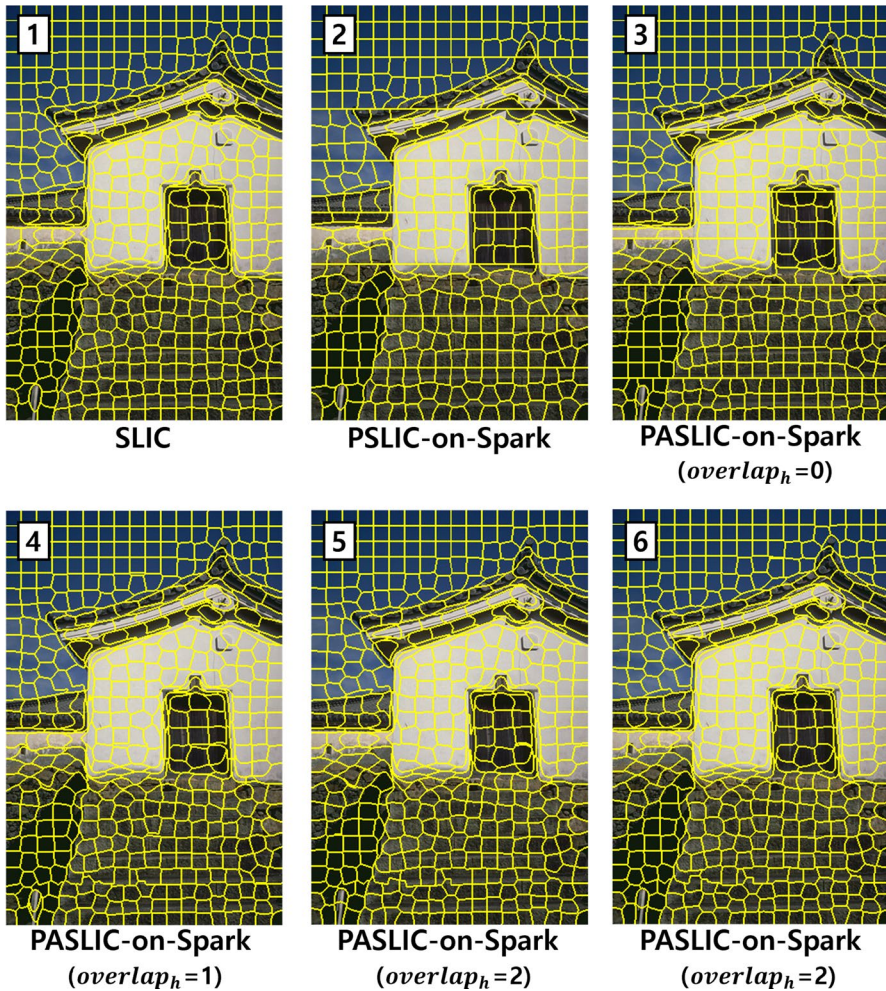 1
2
3
SLIC
PSLIC-on-Spark
PASLIC-on-Spark
(overlapₕ=0)
4
5
6
PASLIC-on-Spark
(overlapₕ=1)
PASLIC-on-Spark
(overlapₕ=2)
PASLIC-on-Spark
(overlapₕ=2)